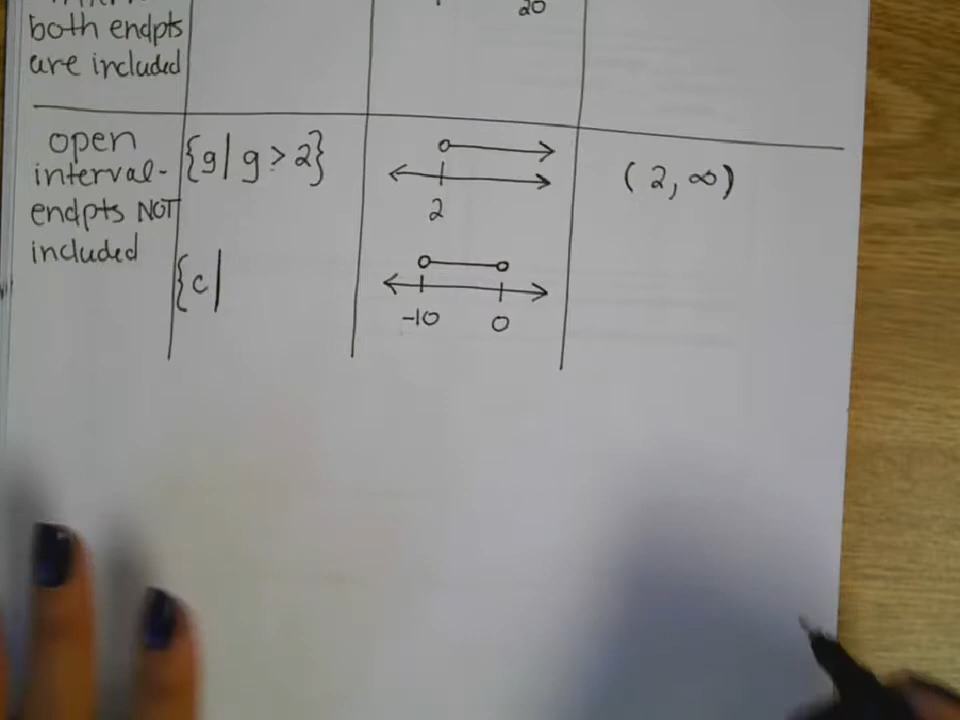 both endpts
are included
20
open
interval-
endpts NOT
included
{g| g > 2}
2
(2, ∞)
{c|
-10 0